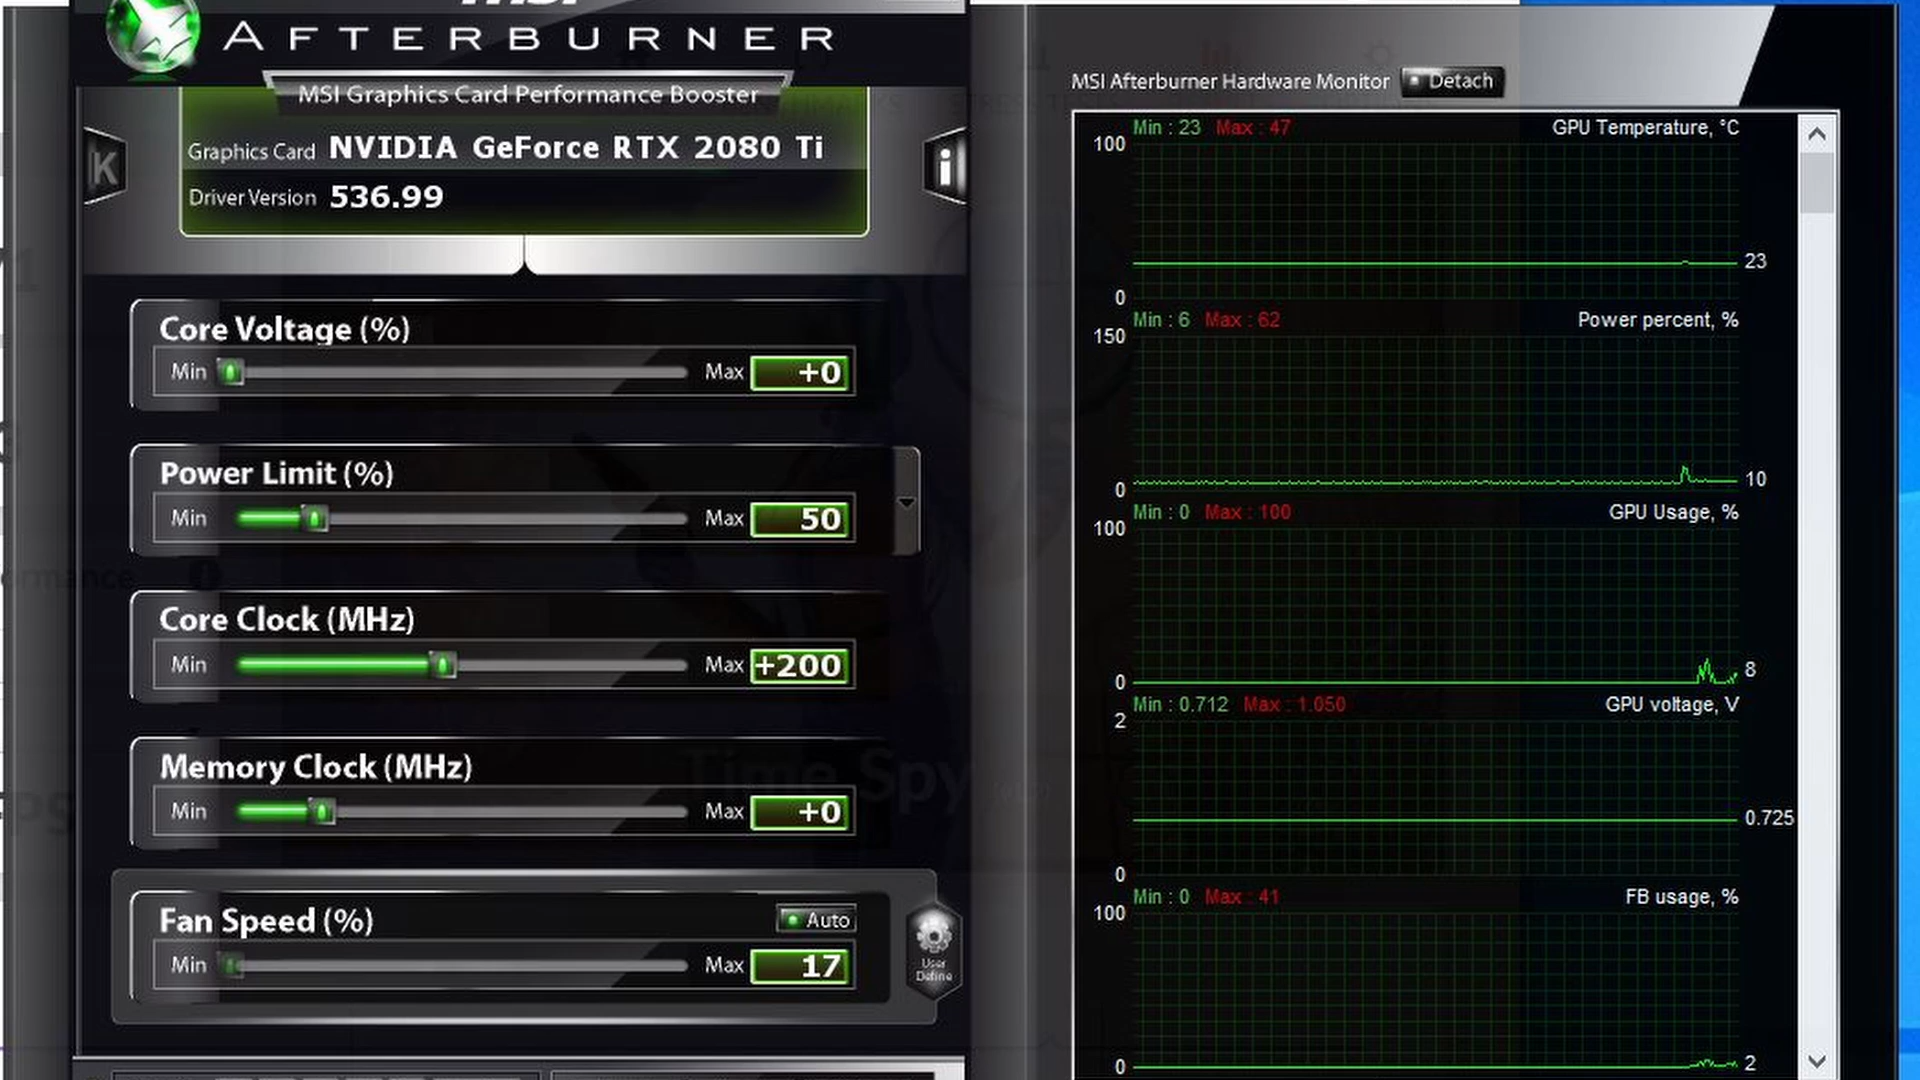 AFTERBURNER
MSI Graphics Card Performance Booster
Graphics Card NVIDIA GeForce RTX 2080 Ti
Driver Version 536.99
K
i
Core Voltage (%)
Min Max +0
Power Limit (%)
Min Max 50
Core Clock (MHz)
Min Max +200
Memory Clock (MHz)
Min Max +0
Time Spy
Fan Speed (%)
Auto
Min Max 17
User
Define
MSI Afterburner Hardware Monitor Detach
Min : 23 Max : 47 GPU Temperature, °C
100
23
0
Min : 6 Max : 62 Power percent, %
150
10
0
Min : 0 Max : 100 GPU Usage, %
100
8
0
Min : 0.712 Max : 1.050 GPU voltage, V
2
0.725
0
Min : 0 Max : 41 FB usage, %
100
2
0